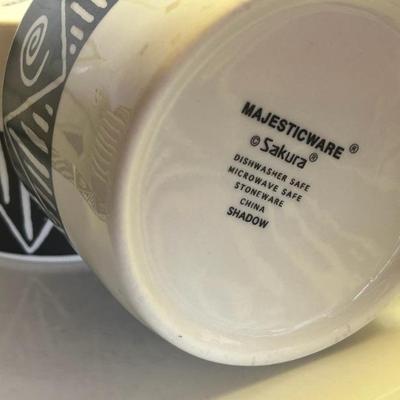 MAJESTICWARE®
©Sakura®
DISHWASHER SAFE
MICROWAVE SAFE
STONEWARE
CHINA
SHADOW